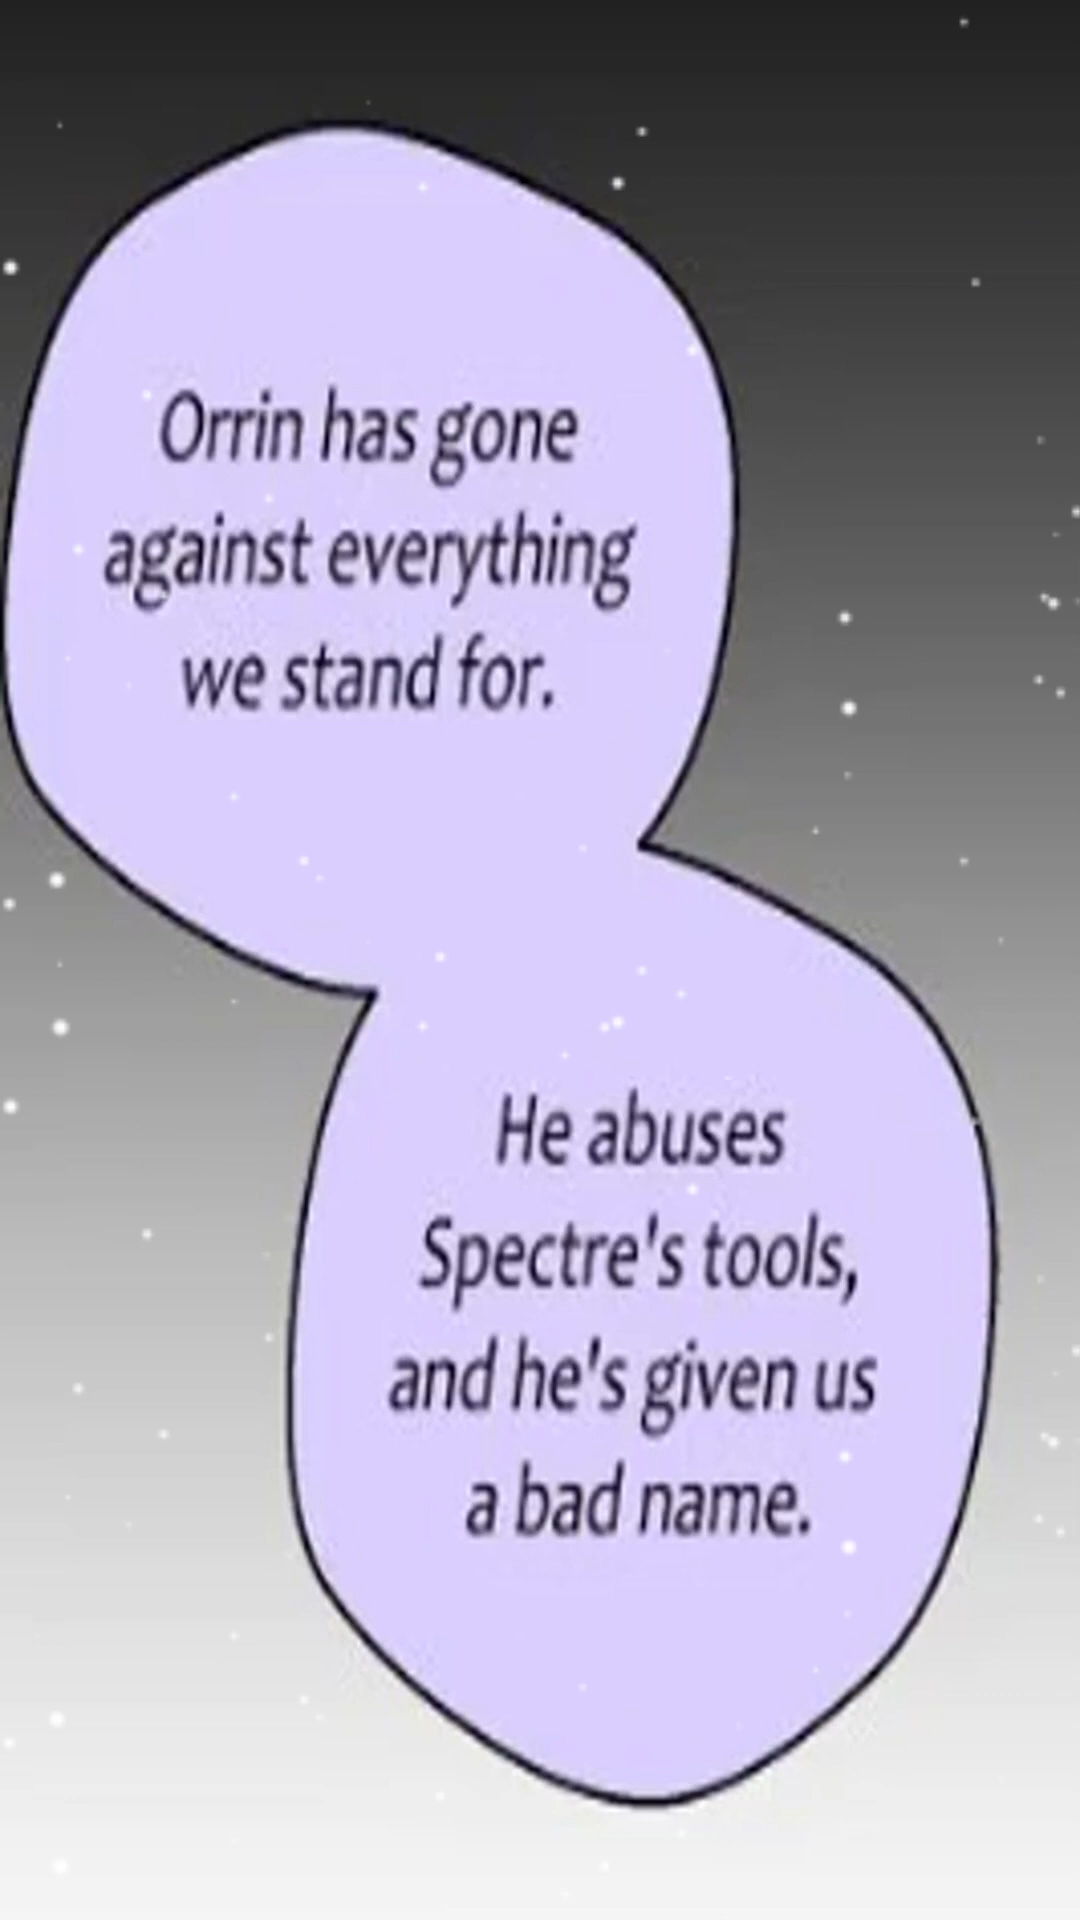 Orrin has gone
against everything
we stand for.
He abuses
Spectre's tools,
and he's given us
a bad name.